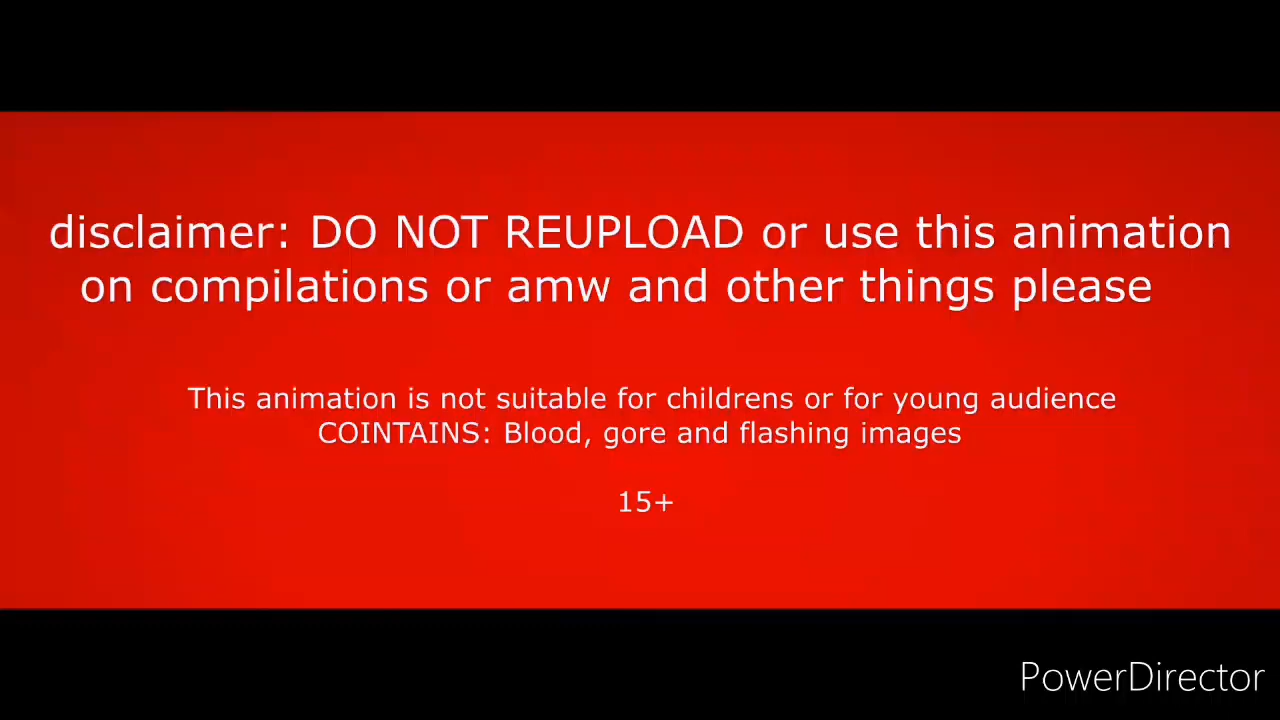 disclaimer: DO NOT REUPLOAD or use this animation
on compilations or amw and other things please
This animation is not suitable for childrens or for young audience
COINTAINS: Blood, gore and flashing images
15+
PowerDirector